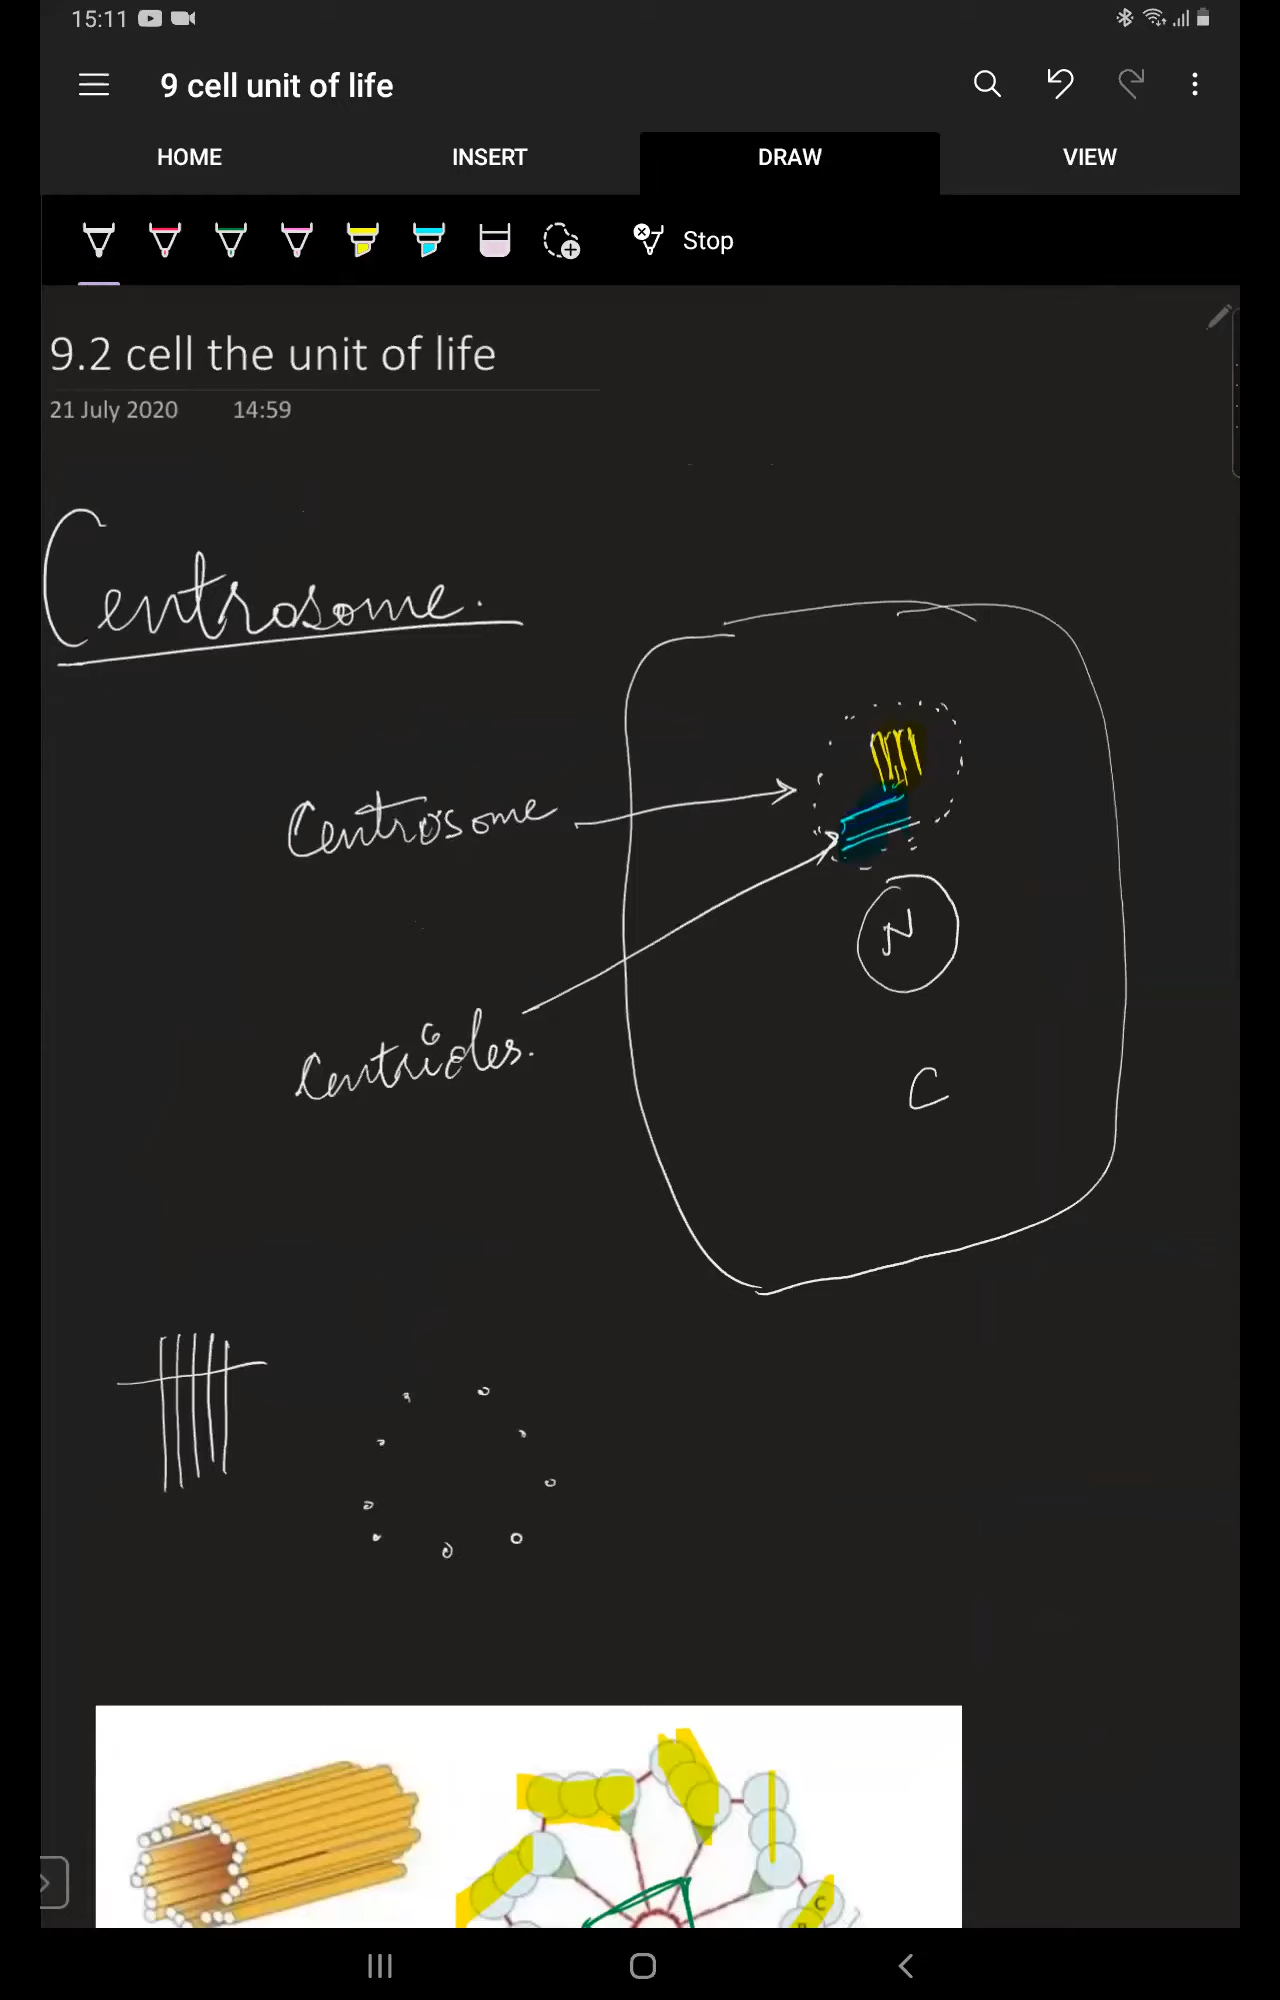 15:11
9 cell unit of life
HOME INSERT DRAW VIEW
Stop
9.2 cell the unit of life
21 July 2020 14:59
Centrosome.
Centrosome
N
Centrioles.
C
C
B